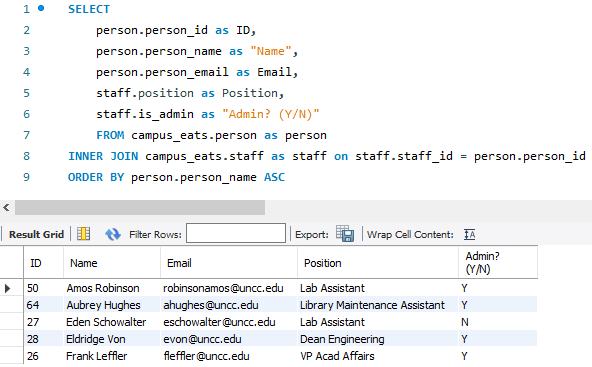 1 SELECT
2 person.person_id as ID,
3 person.person_name as "Name",
4 person.person_email as Email,
5 staff.position as Position,
6 staff.is_admin as "Admin? (Y/N)"
7 FROM campus_eats.person as person
8 INNER JOIN campus_eats.staff as staff on staff.staff_id = person.person_id
9 ORDER BY person.person_name ASC
Result Grid Filter Rows: Export: Wrap Cell Content: IA
ID Name Email Position Admin? (Y/N)
50 Amos Robinson robinsonamos@uncc.edu Lab Assistant Y
64 Aubrey Hughes ahughes@uncc.edu Library Maintenance Assistant Y
27 Eden Schowalter eschowalter@uncc.edu Lab Assistant N
28 Eldridge Von evon@uncc.edu Dean Engineering Y
26 Frank Leffler fleffler@uncc.edu VP Acad Affairs Y